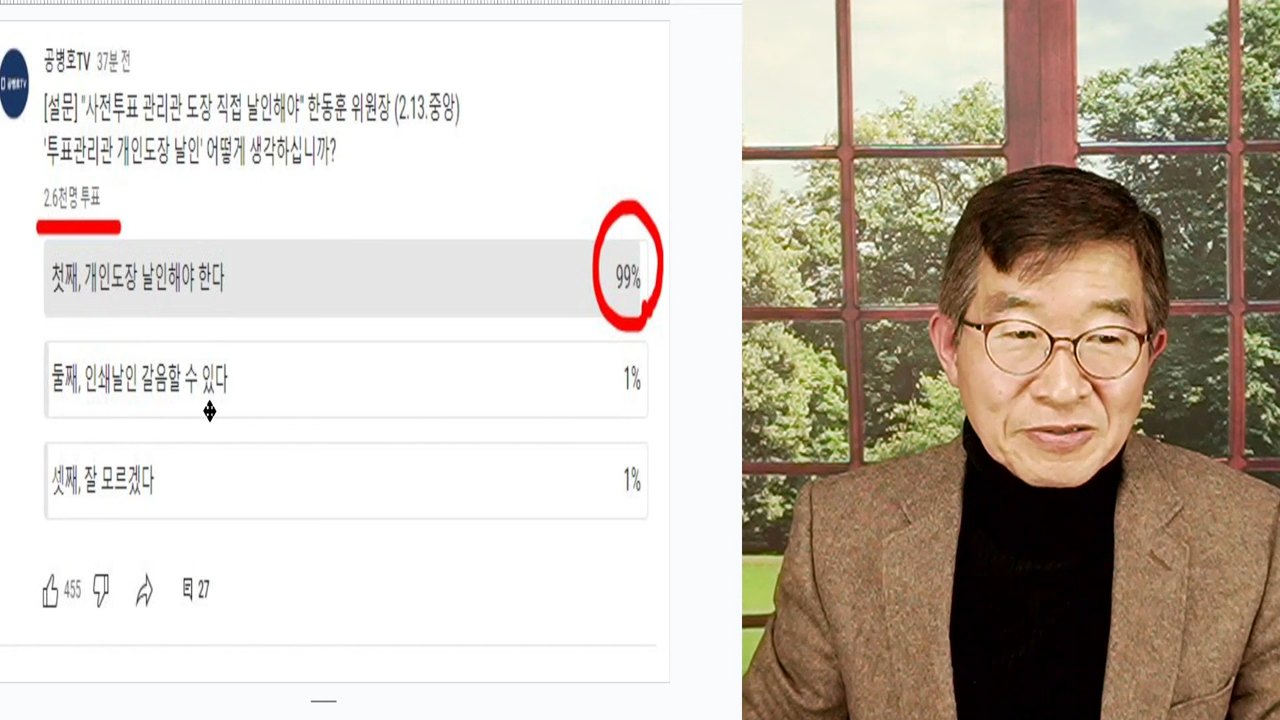 공병호TV
공병호TV 37분 전
[설문] "사전투표 관리관 도장 직접 날인해야" 한동훈 위원장 (2.13.중앙)
'투표관리관 개인도장 날인' 어떻게 생각하십니까?
2.6천명 투표
첫째, 개인도장 날인해야 한다 99%
둘째, 인쇄날인 갈음할 수 있다 1%
셋째, 잘 모르겠다 1%
455 27